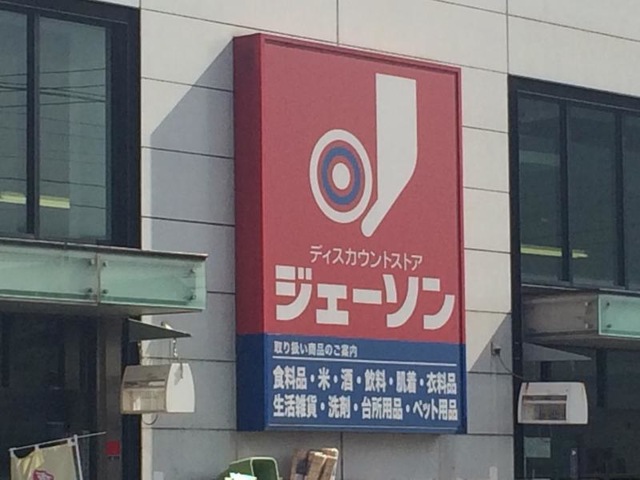 ディスカウントストア
ジェーソン
取り扱い商品のご案内
食料品・米・酒・飲料・肌着・衣料品
生活雑貨・洗剤・台所用品・ペット用品